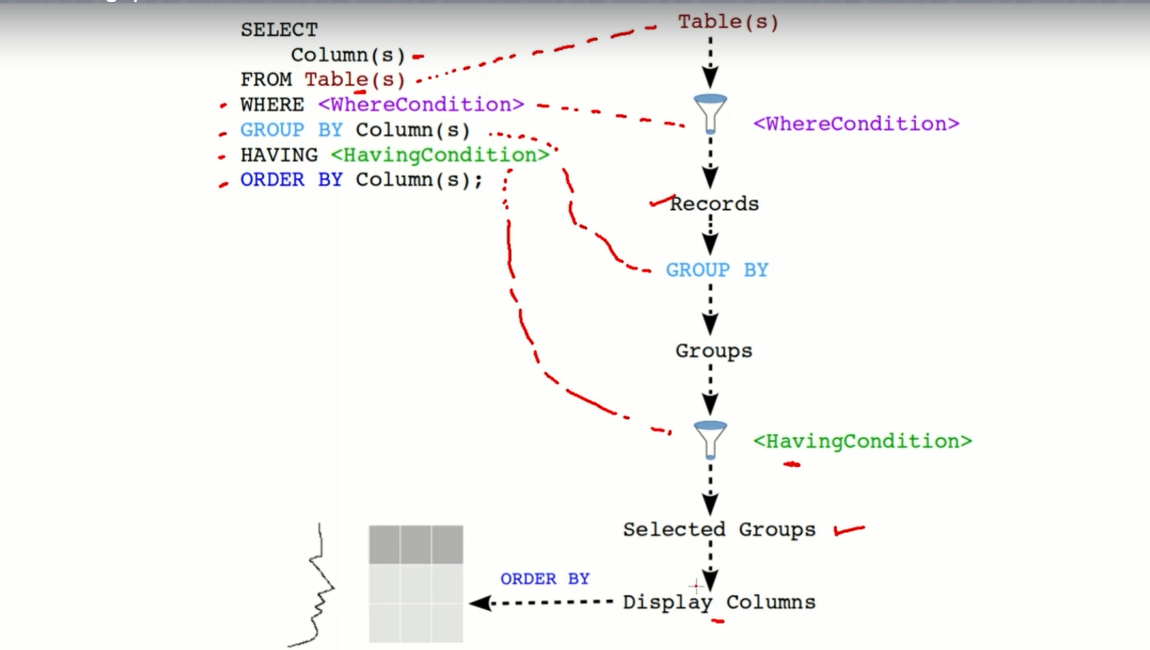 SELECT
Column(s)
FROM Table(s)
WHERE <WhereCondition>
GROUP BY Column(s)
HAVING <HavingCondition>
ORDER BY Column(s);
Table(s)
<WhereCondition>
Records
GROUP BY
Groups
<HavingCondition>
Selected Groups
Display Columns
ORDER BY